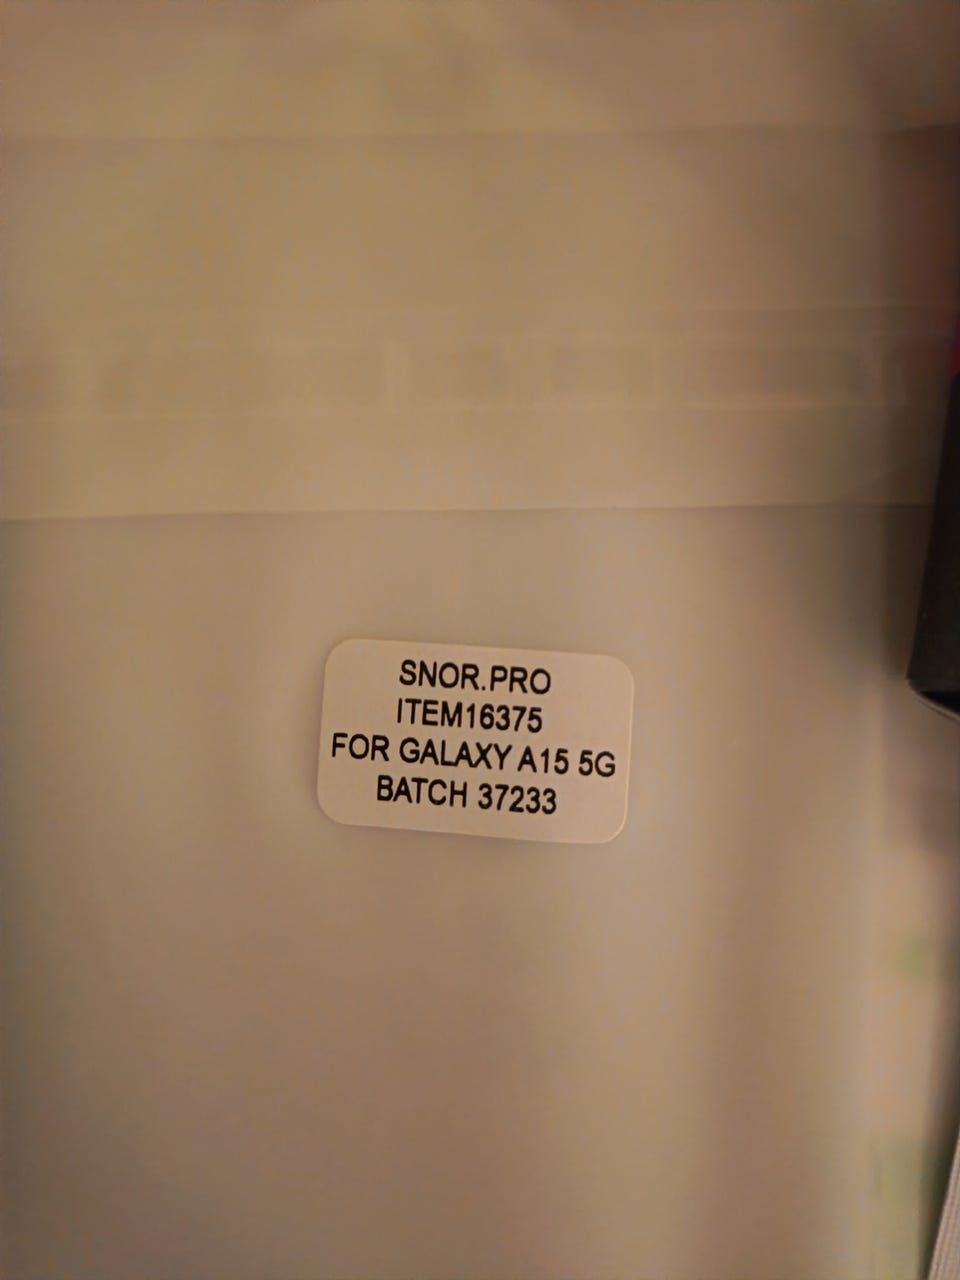 SNOR.PRO
ITEM16375
FOR GALAXY A15 5G
BATCH 37233